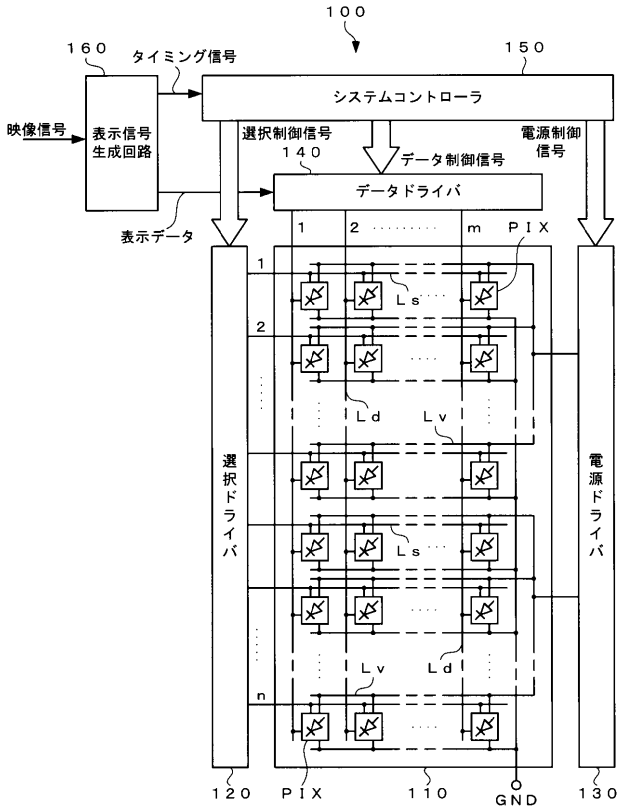 100
160
タイミング信号
150
システムコントローラ
映像信号
表示信号
生成回路
選択制御信号
電源制御
信号
140
データ制御信号
データドライバ
表示データ
1
2
m
PIX
1
Ls
2
Ld
Lv
選択ドライバ
電源ドライバ
Ls
Lv
Ld
n
120
PIX
110
GND
130